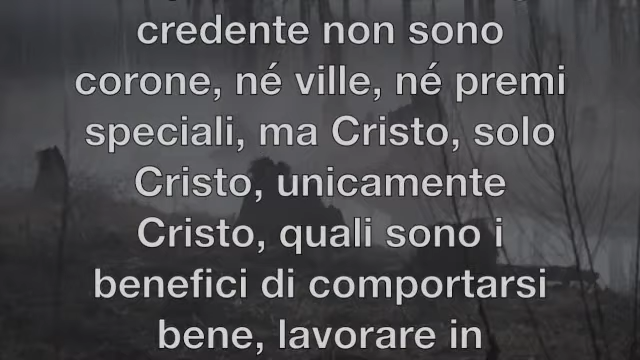 credente non sono
corone, né ville, né premi
speciali, ma Cristo, solo
Cristo, unicamente
Cristo, quali sono i
benefici di comportarsi
bene, lavorare in